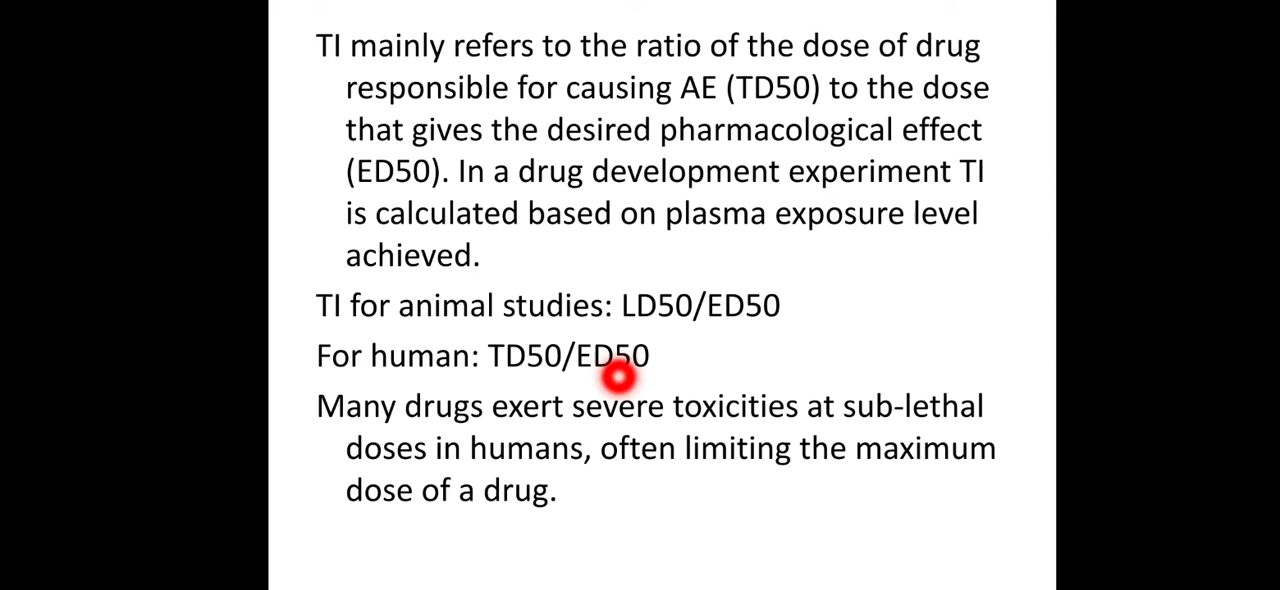 TI mainly refers to the ratio of the dose of drug
responsible for causing AE (TD50) to the dose
that gives the desired pharmacological effect
(ED50). In a drug development experiment TI
is calculated based on plasma exposure level
achieved.
TI for animal studies: LD50/ED50
For human: TD50/ED50
Many drugs exert severe toxicities at sub-lethal
doses in humans, often limiting the maximum
dose of a drug.